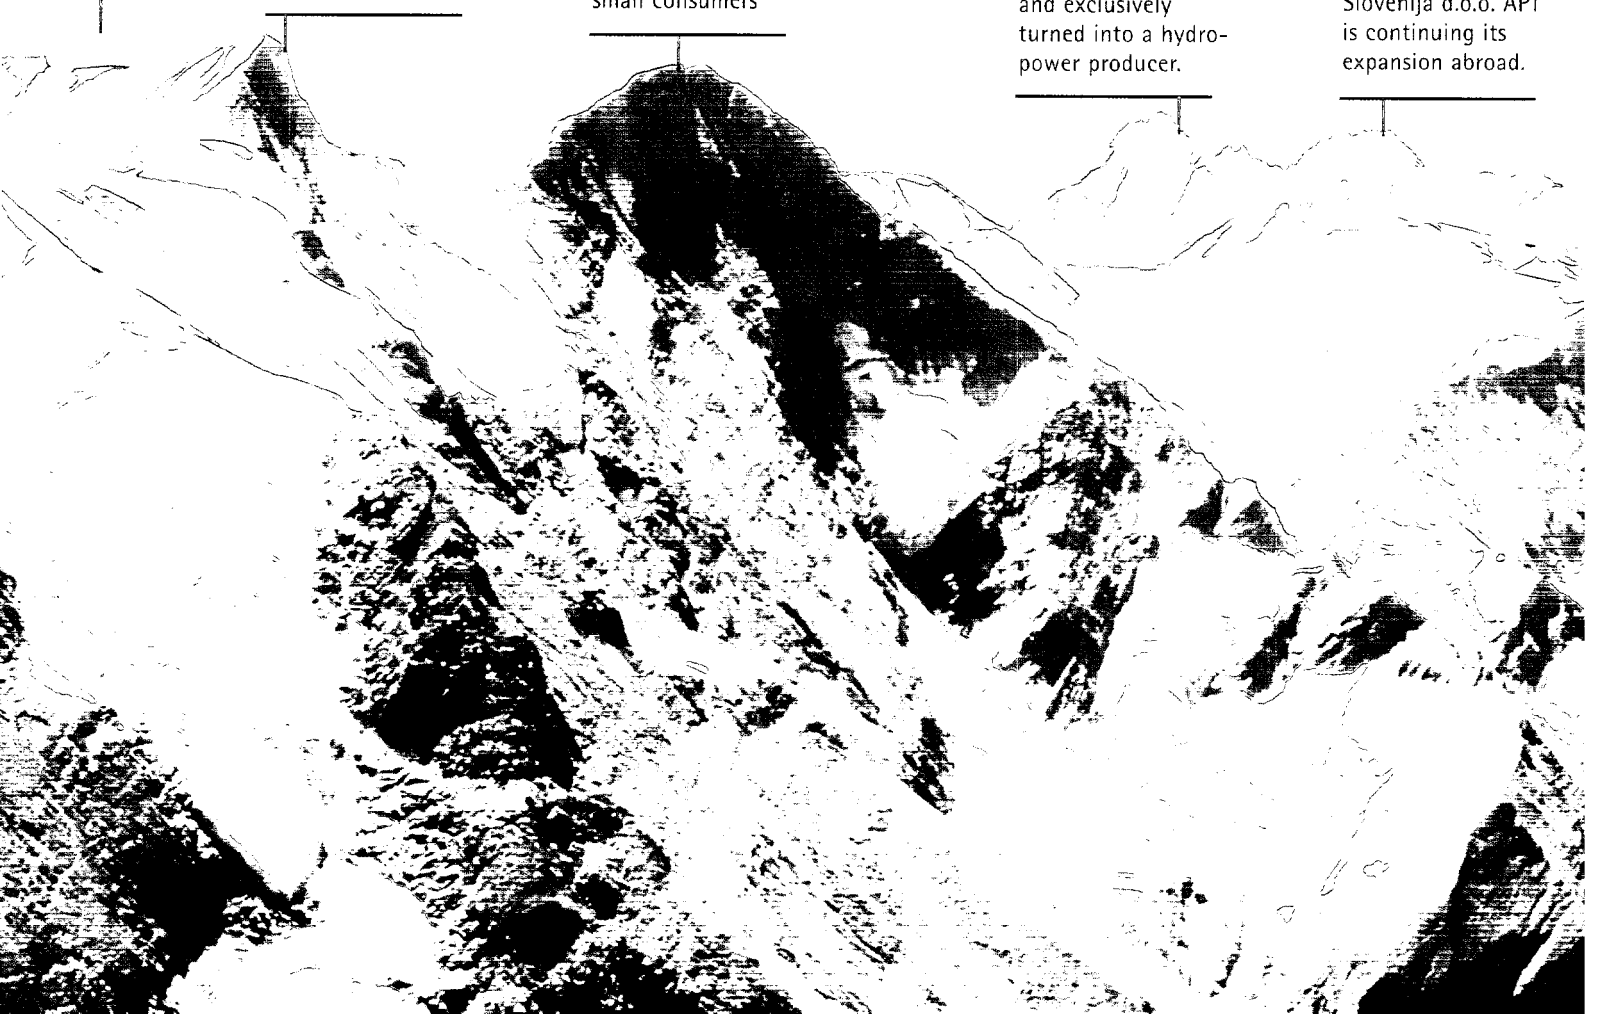 small consumers
and exclusively
turned into a hydro-
power producer.
Slovenija d.o.o. APT
is continuing its
expansion abroad.